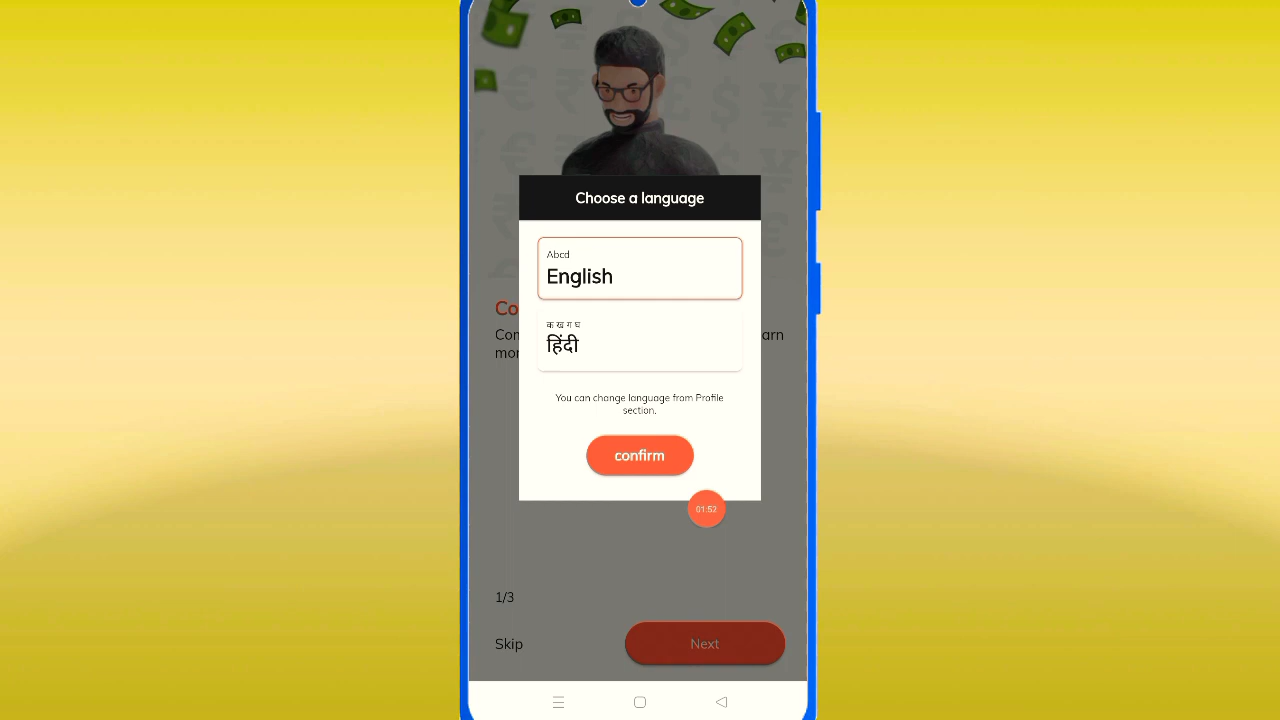 Choose a language
Abcd
English
क ख ग घ
हिंदी
Co
Con
arn
mor
You can change language from Profile
section.
confirm
01:52
1/3
Skip
Next